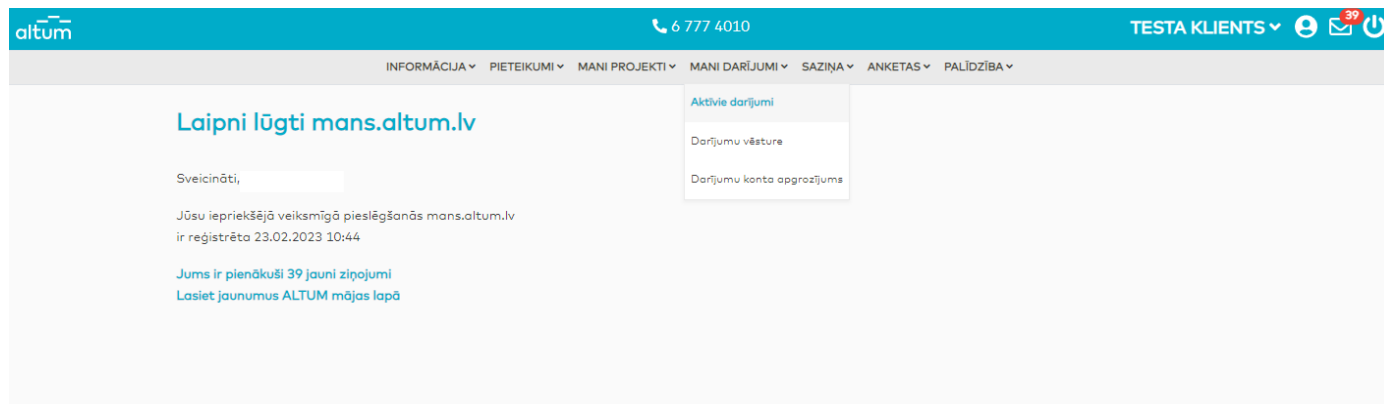 altum
6 777 4010
TESTA KLIENTS
39
INFORMĀCIJA PIETEIKUMI MANI PROJEKTI MANI DARĪJUMI SAZIŅA ANKETAS PALĪDZĪBA
Aktīvie darījumi
Darījumu vēsture
Darījumu konta apgrozījums
Laipni lūgti mans.altum.lv
Sveicināti,
Jūsu iepriekšējā veiksmīgā pieslēgšanās mans.altum.lv
ir reģistrēta 23.02.2023 10:44
Jums ir pienākuši 39 jauni ziņojumi
Lasiet jaunumus ALTUM mājas lapā